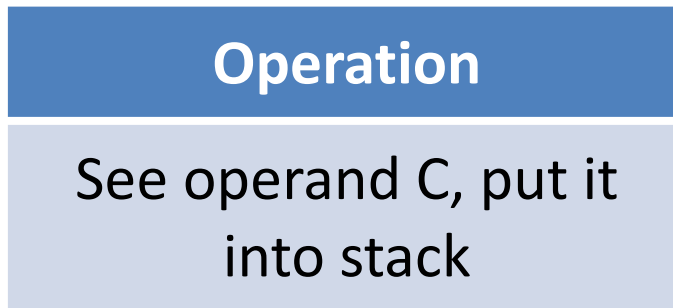 Operation
See operand C, put it
into stack